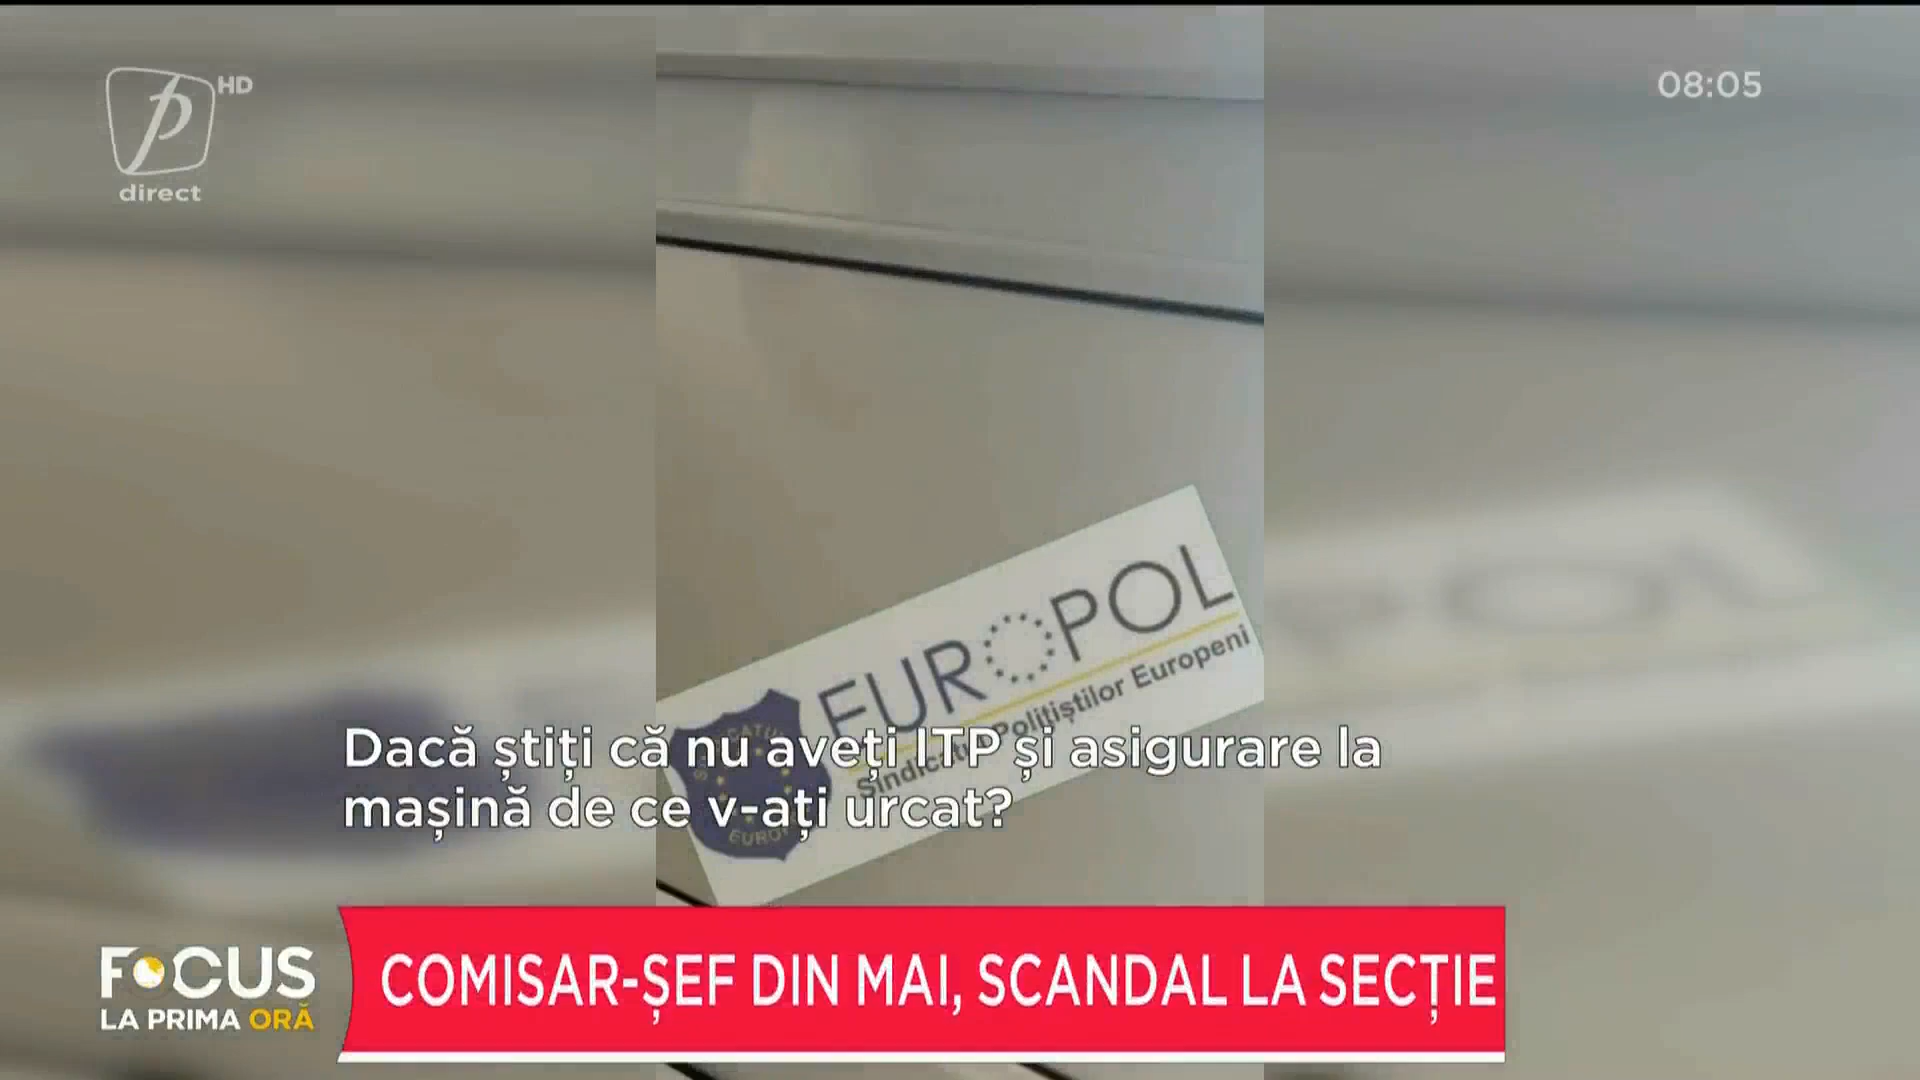 HD
direct
08:05
EUROPOL
Sindicatul Polițiștilor Europeni
EUROP
Dacă știți că nu aveți ITP și asigurare la
mașină de ce v-ați urcat?
FOCUS
LA PRIMA ORĂ
COMISAR-ȘEF DIN MAI, SCANDAL LA SECȚIE